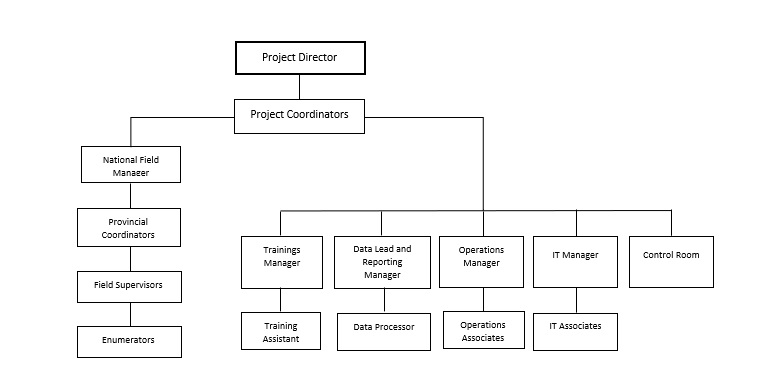 Project Director
Project Coordinators
National Field
Manager
Provincial
Coordinators
Field Supervisors
Enumerators
Trainings
Manager
Data Lead and
Reporting
Manager
Operations
Manager
IT Manager
Control Room
Training
Assistant
Data Processor
Operations
Associates
IT Associates